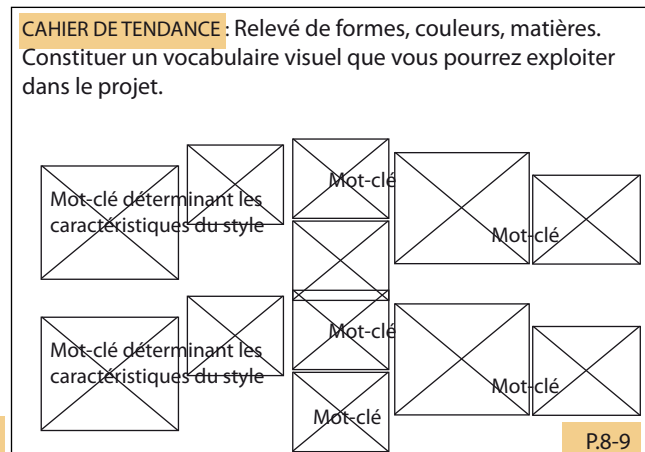 CAHIER DE TENDANCE : Relevé de formes, couleurs, matières.
Constituer un vocabulaire visuel que vous pourrez exploiter
dans le projet.
Mot-clé
Mot-clé déterminant les
caractéristiques du style
Mot-clé
Mot-clé
Mot-clé déterminant les
caractéristiques du style
Mot-clé
Mot-clé
P.8-9